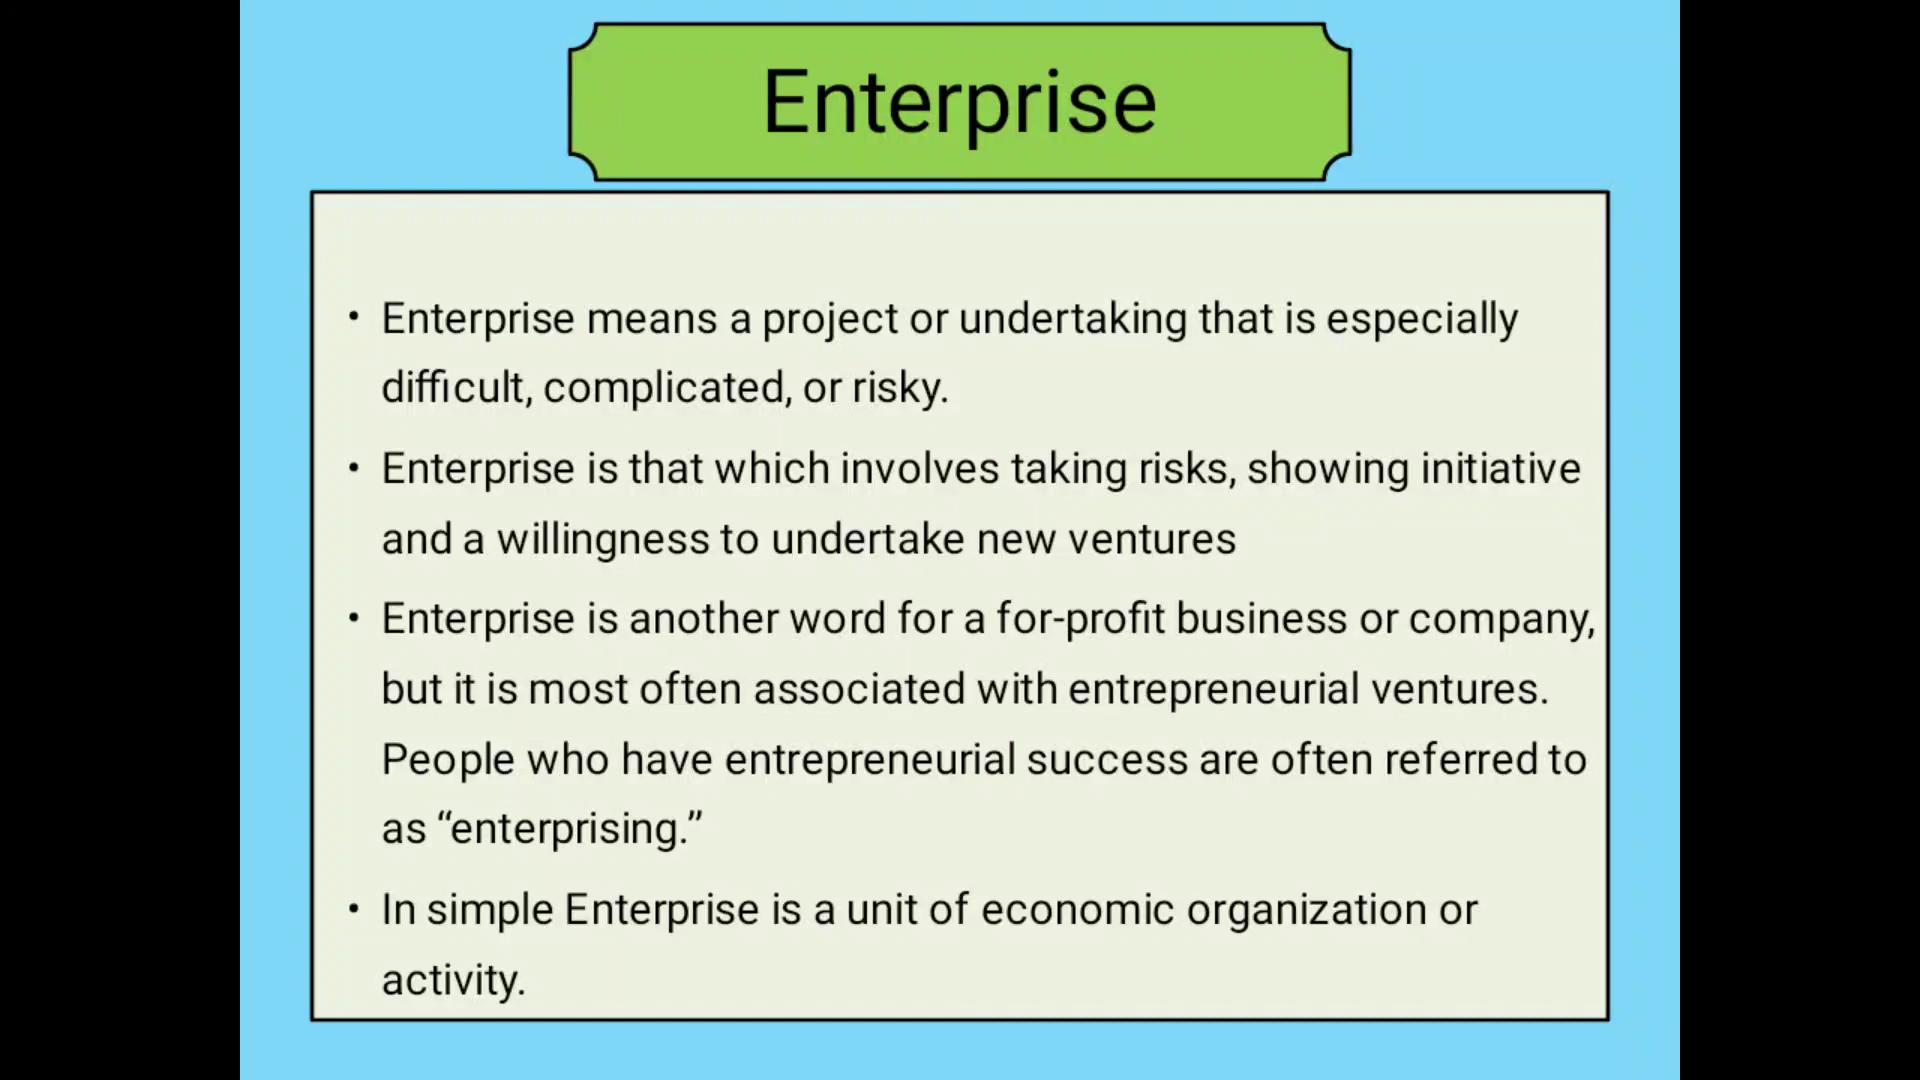 Enterprise
• Enterprise means a project or undertaking that is especially
difficult, complicated, or risky.
• Enterprise is that which involves taking risks, showing initiative
and a willingness to undertake new ventures
• Enterprise is another word for a for-profit business or company,
but it is most often associated with entrepreneurial ventures.
People who have entrepreneurial success are often referred to
as “enterprising.”
• In simple Enterprise is a unit of economic organization or
activity.